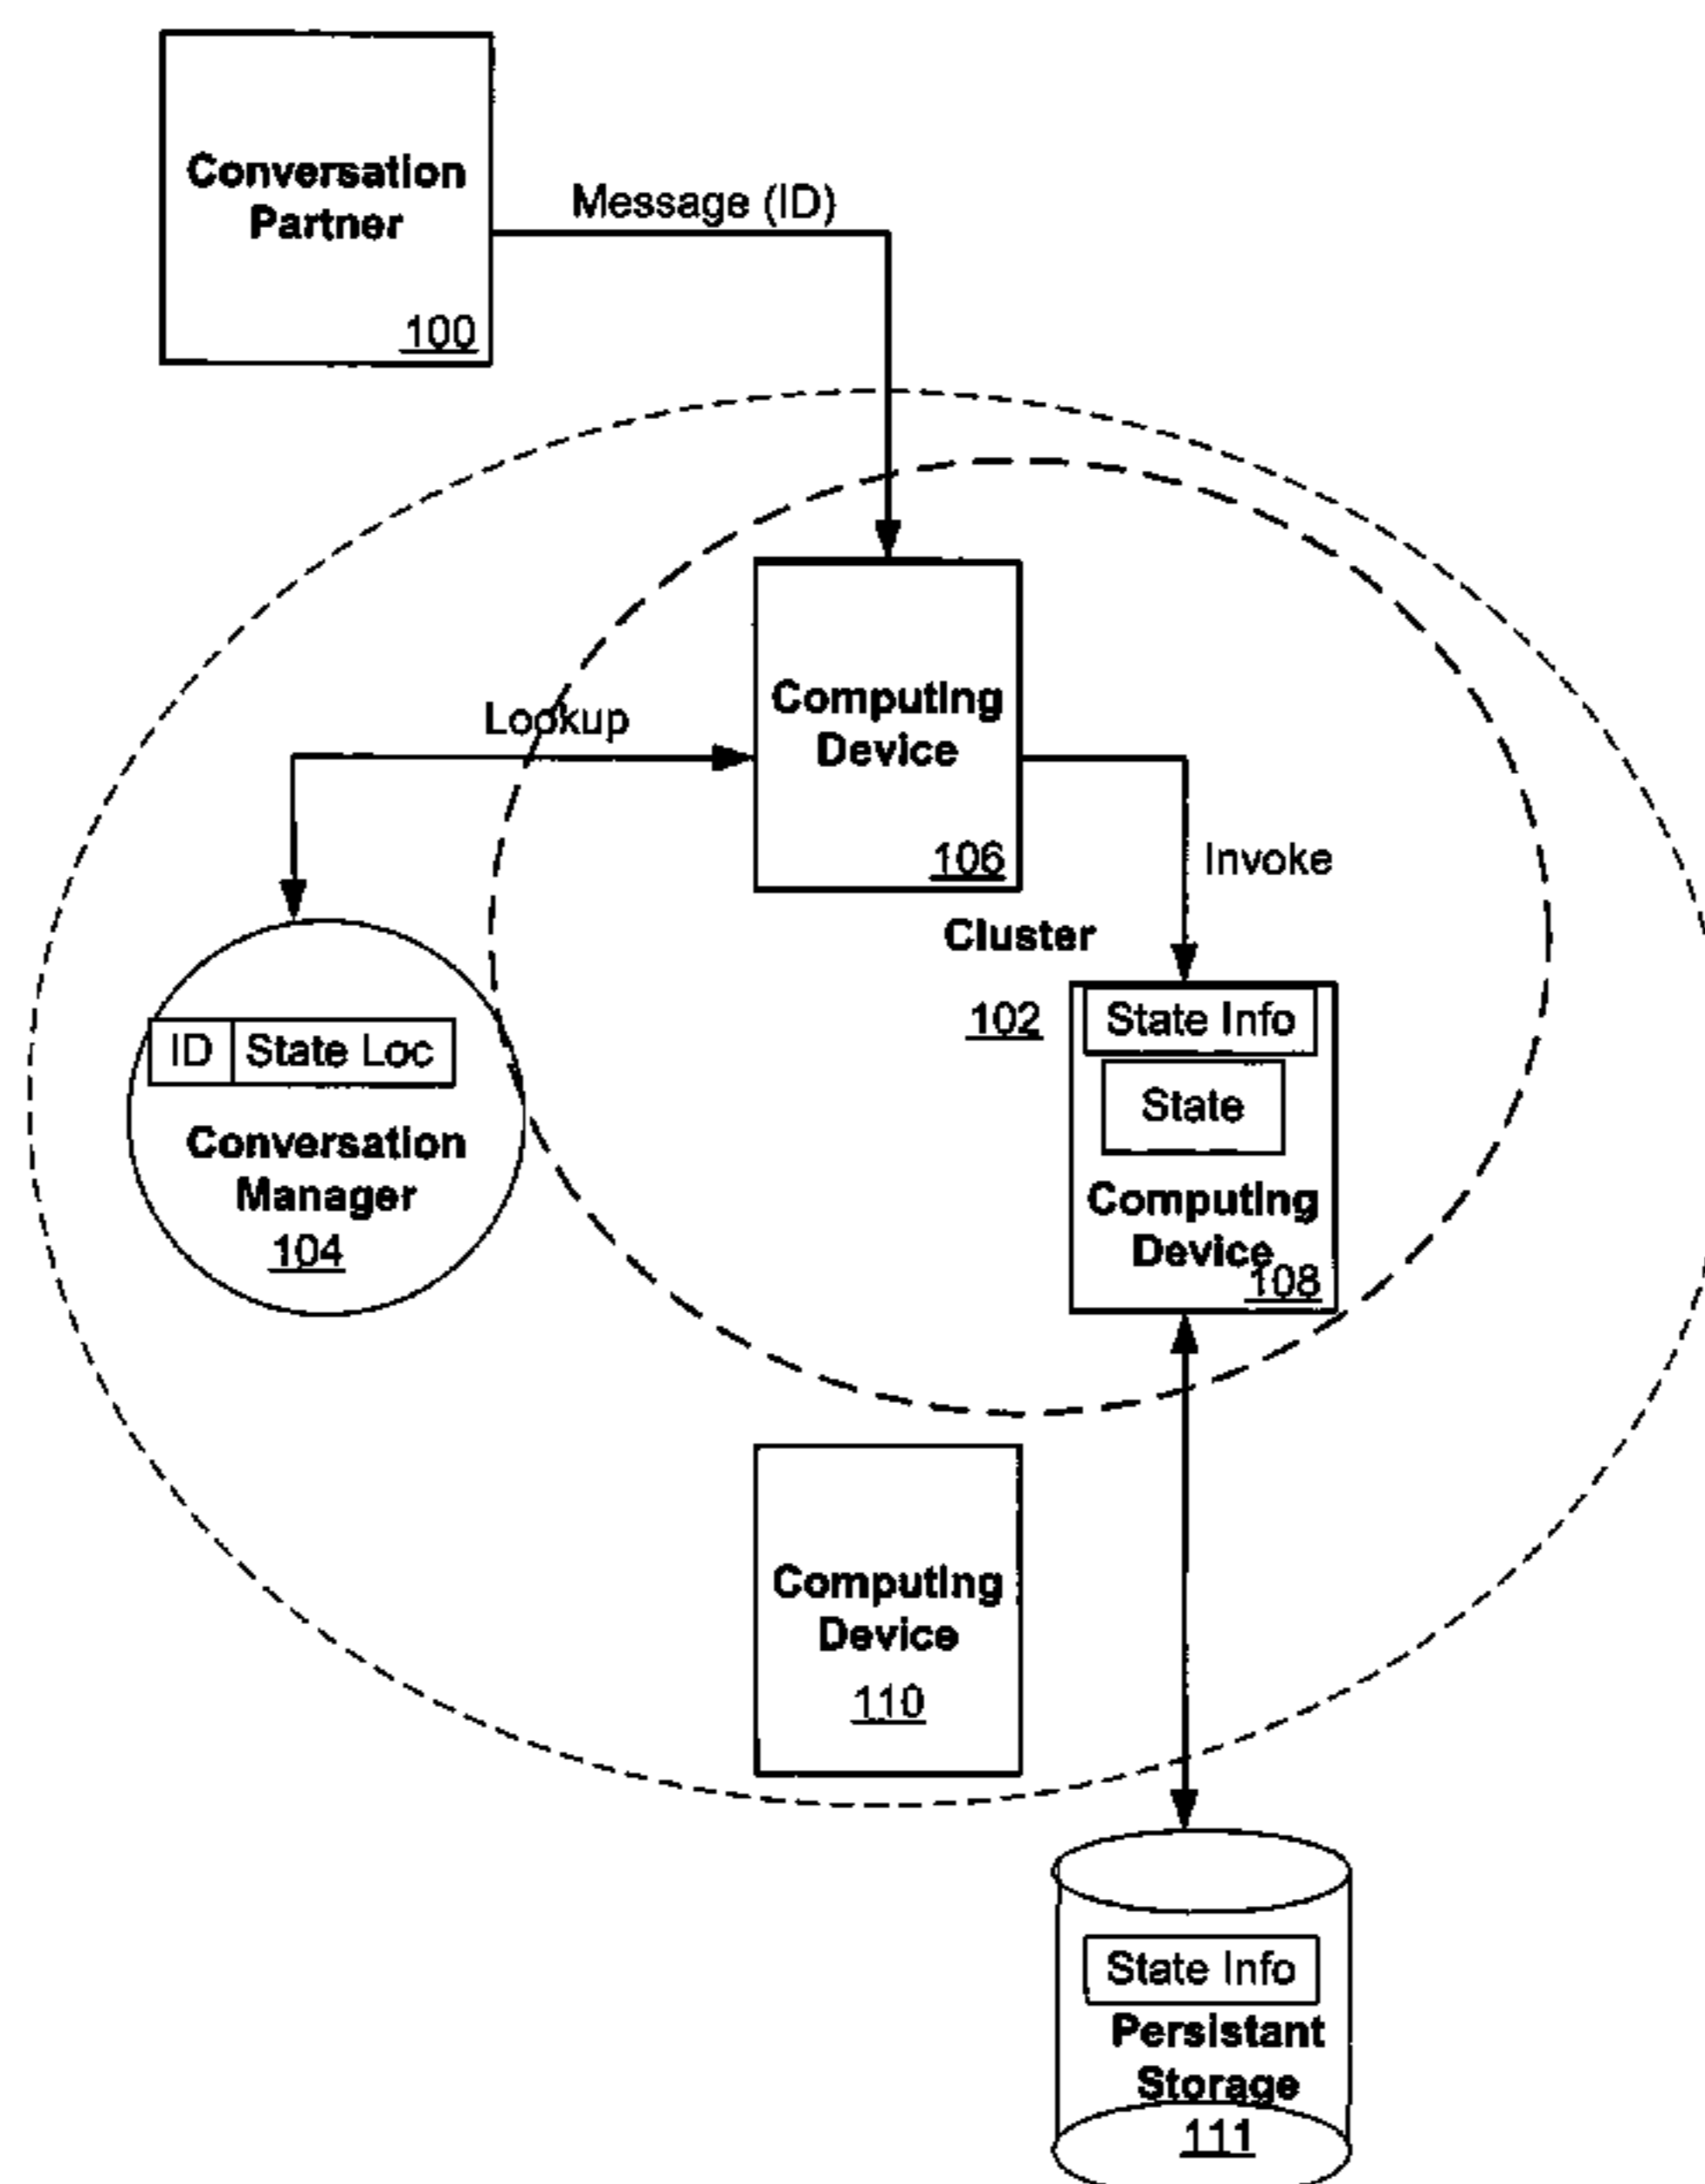 Conversation
Partner
100
Message (ID)
Computing
Device
106
Lookup
Invoke
Cluster
102
State Info
State
Computing
Device
108
ID State Loc
Conversation
Manager
104
Computing
Device
110
State Info
Persistant
Storage
111